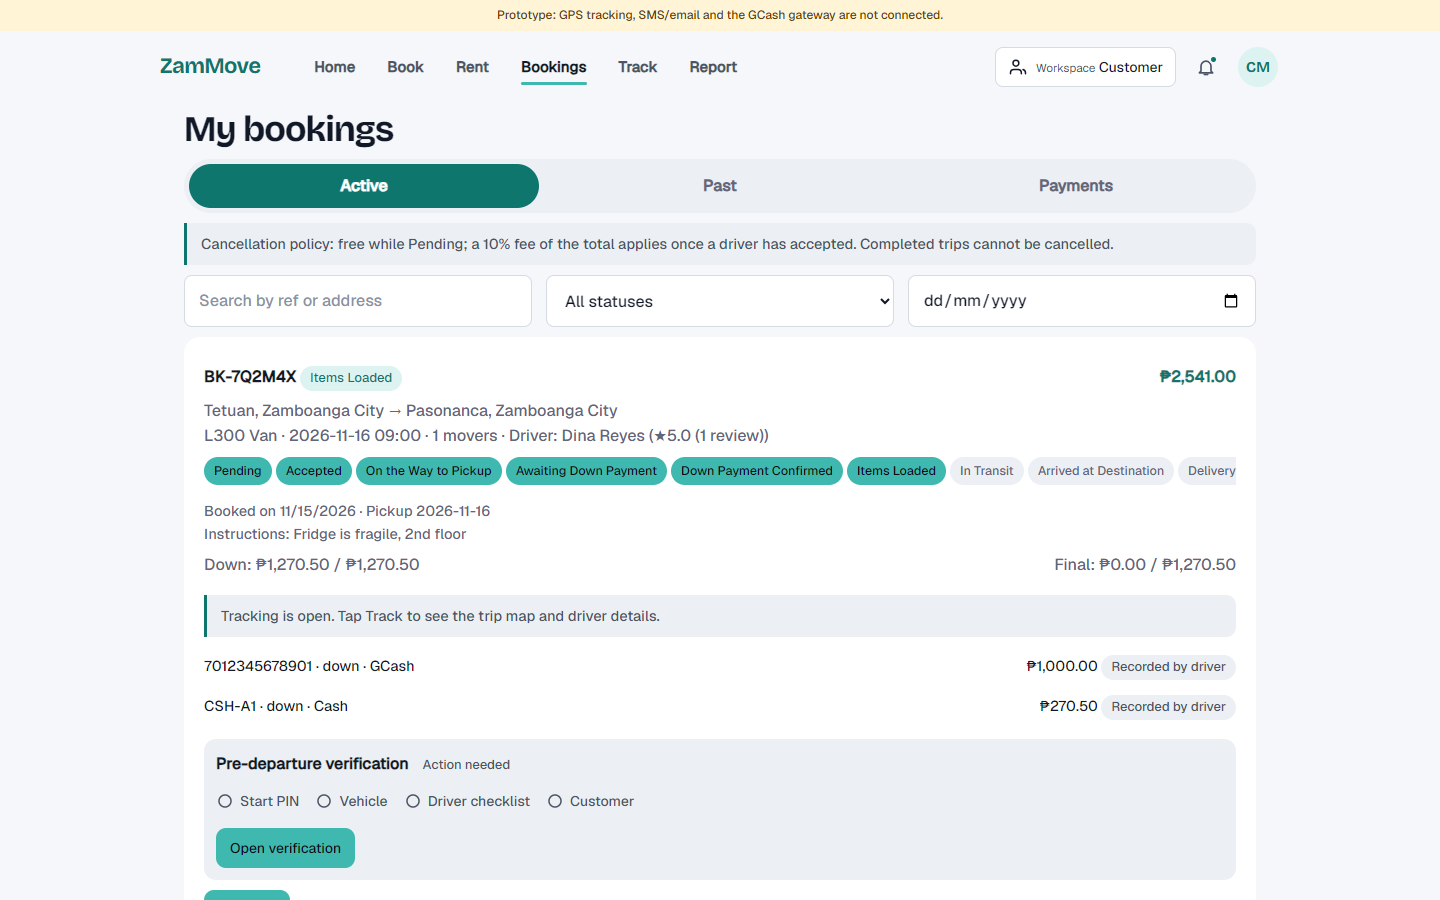 Prototype: GPS tracking, SMS/email and the GCash gateway are not connected.
ZamMove Home Book Rent Bookings Track Report Workspace Customer CM
My bookings
Active Past Payments
Cancellation policy: free while Pending; a 10% fee of the total applies once a driver has accepted. Completed trips cannot be cancelled.
Search by ref or address All statuses dd/mm/yyyy
BK-7Q2M4X Items Loaded ₱2,541.00
Tetuan, Zamboanga City → Pasonanca, Zamboanga City
L300 Van · 2026-11-16 09:00 · 1 movers · Driver: Dina Reyes (★5.0 (1 review))
Pending Accepted On the Way to Pickup Awaiting Down Payment Down Payment Confirmed Items Loaded In Transit Arrived at Destination Delivery
Booked on 11/15/2026 · Pickup 2026-11-16
Instructions: Fridge is fragile, 2nd floor
Down: ₱1,270.50 / ₱1,270.50 Final: ₱0.00 / ₱1,270.50
Tracking is open. Tap Track to see the trip map and driver details.
7012345678901 · down · GCash ₱1,000.00 Recorded by driver
CSH-A1 · down · Cash ₱270.50 Recorded by driver
Pre-departure verification Action needed
Start PIN Vehicle Driver checklist Customer
Open verification